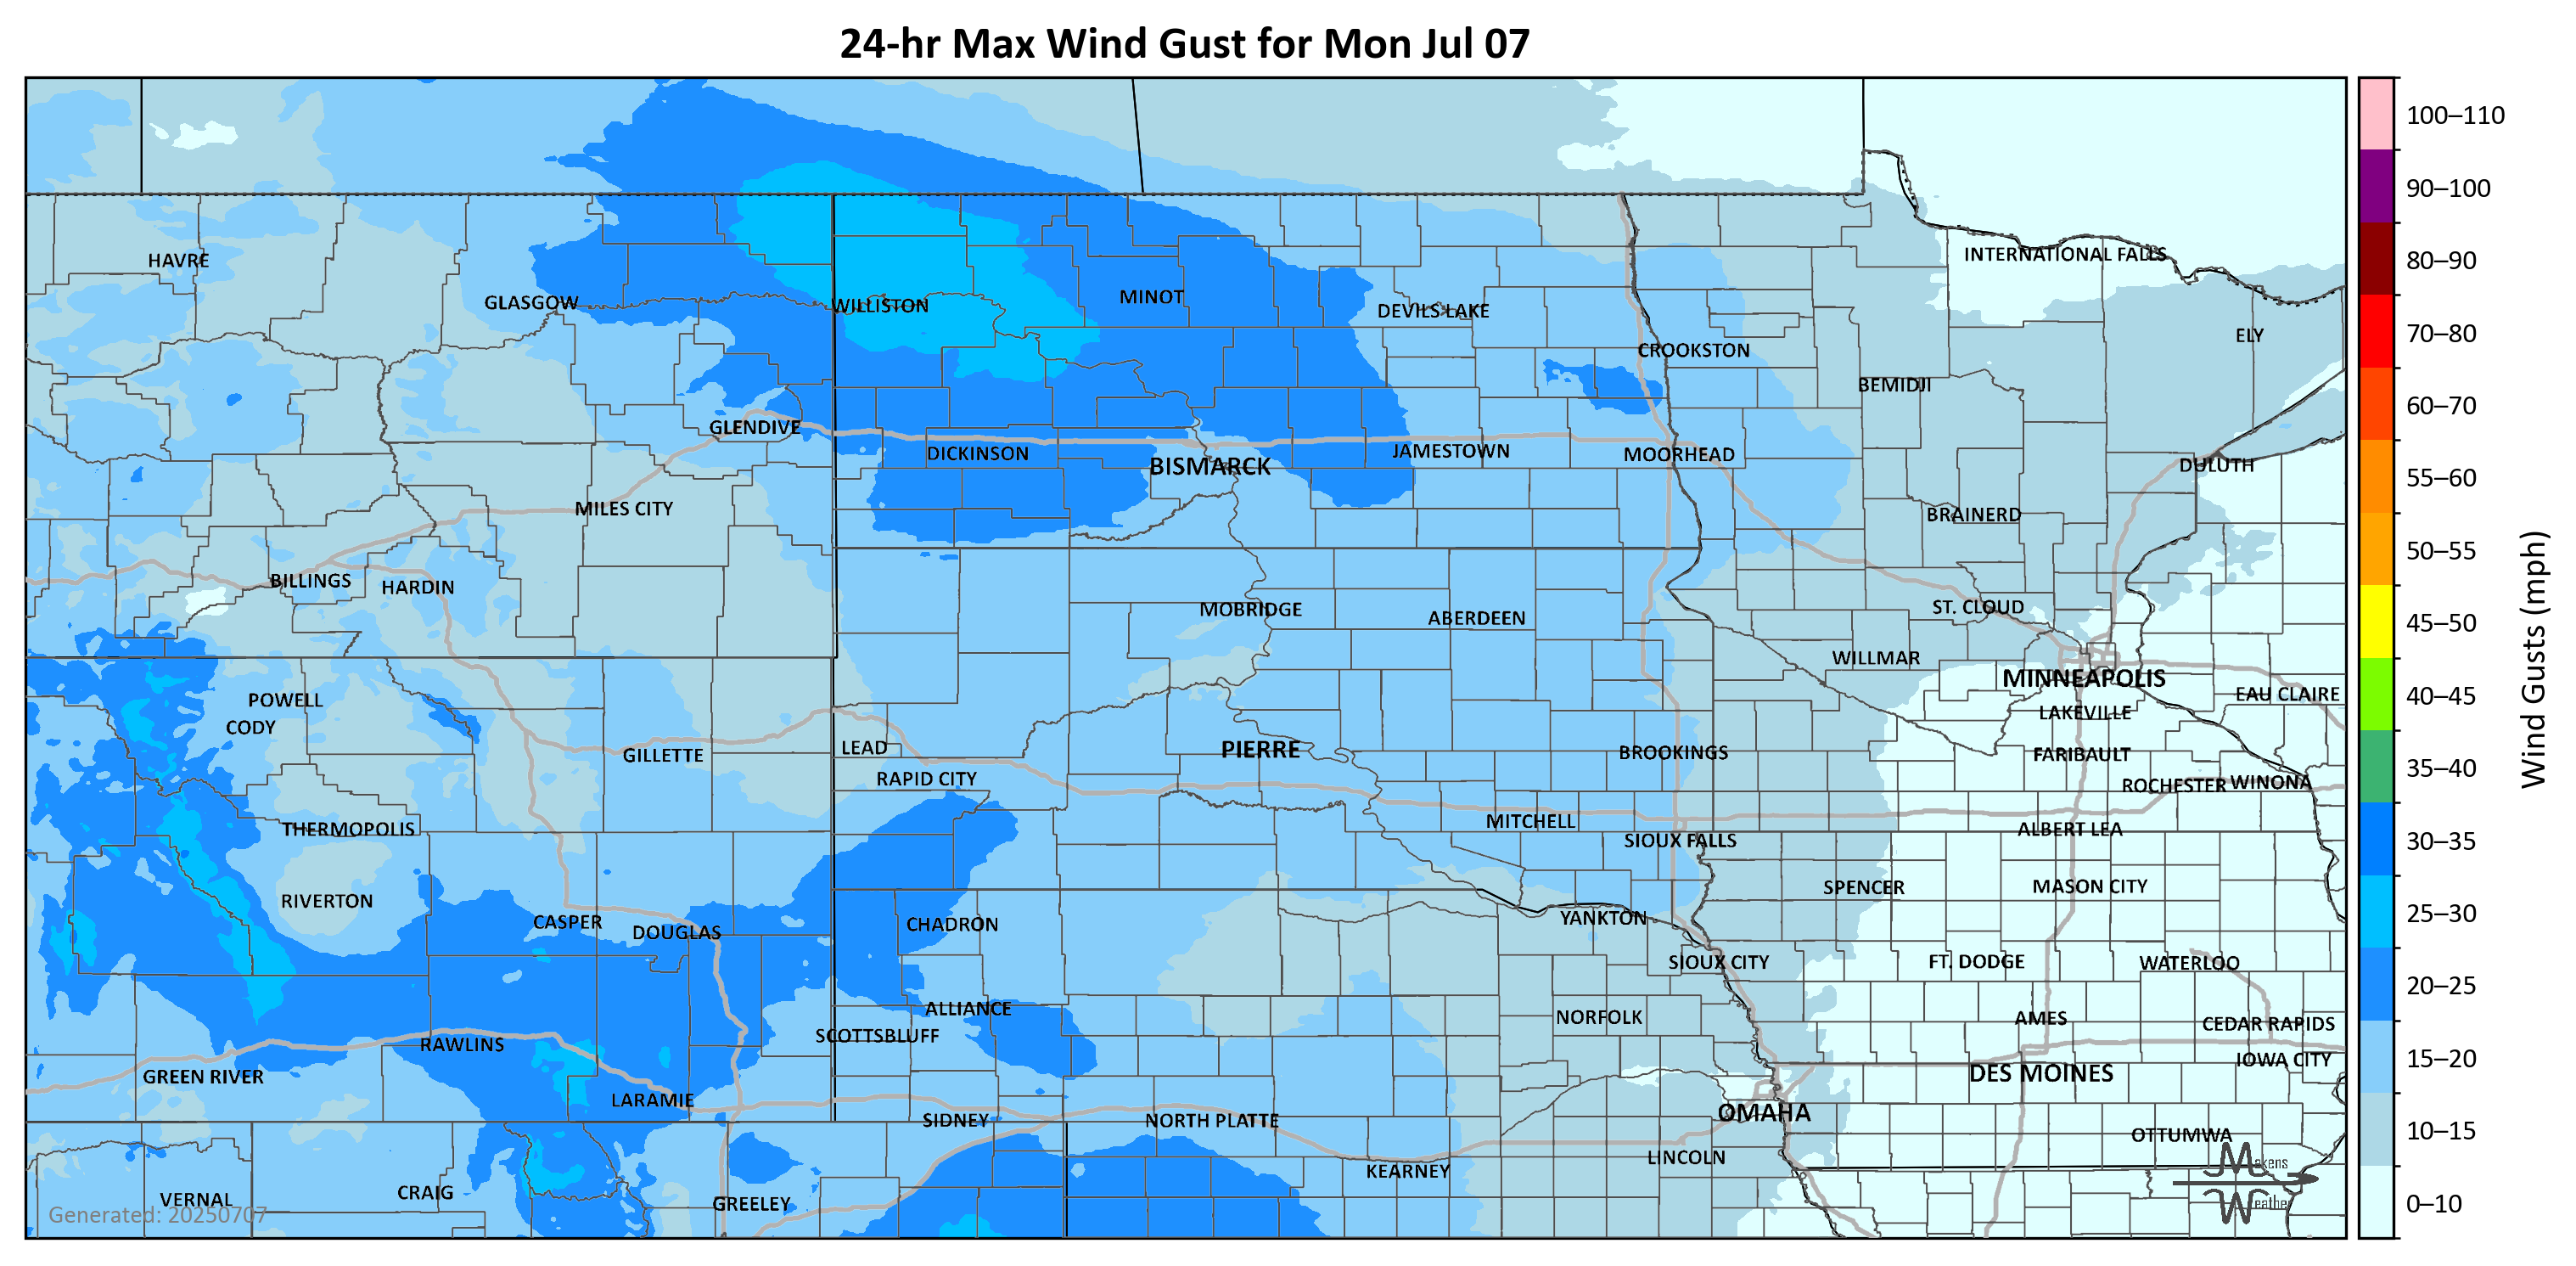 24-hr Max Wind Gust for Mon Jul 07
INTERNATIONAL FALLS
HAVRE
GLASGOW
WILLISTON
MINOT
DEVILS LAKE
ELY
CROOKSTON
BEMIDJI
GLENDIVE
DICKINSON
BISMARCK
JAMESTOWN
MOORHEAD
DULUTH
MILES CITY
BRAINERD
BILLINGS
HARDIN
MOBRIDGE
ABERDEEN
ST. CLOUD
WILLMAR
MINNEAPOLIS
POWELL
EAU CLAIRE
CODY
LAKEVILLE
GILLETTE
LEAD
PIERRE
BROOKINGS
FARIBAULT
RAPID CITY
ROCHESTER
WINONA
THERMOPOLIS
MITCHELL
SIOUX FALLS
ALBERT LEA
RIVERTON
SPENCER
MASON CITY
CASPER
DOUGLAS
CHADRON
YANKTON
SIOUX CITY
FT. DODGE
WATERLOO
ALLIANCE
NORFOLK
AMES
CEDAR RAPIDS
SCOTTSBLUFF
RAWLINS
IOWA CITY
GREEN RIVER
DES MOINES
LARAMIE
SIDNEY
NORTH PLATTE
OMAHA
OTTUMWA
KEARNEY
LINCOLN
VERNAL
CRAIG
GREELEY
Generated: 20250707
Makens
Weather
100–110
90–100
80–90
70–80
60–70
55–60
50–55
45–50
40–45
35–40
30–35
25–30
20–25
15–20
10–15
0–10
Wind Gusts (mph)